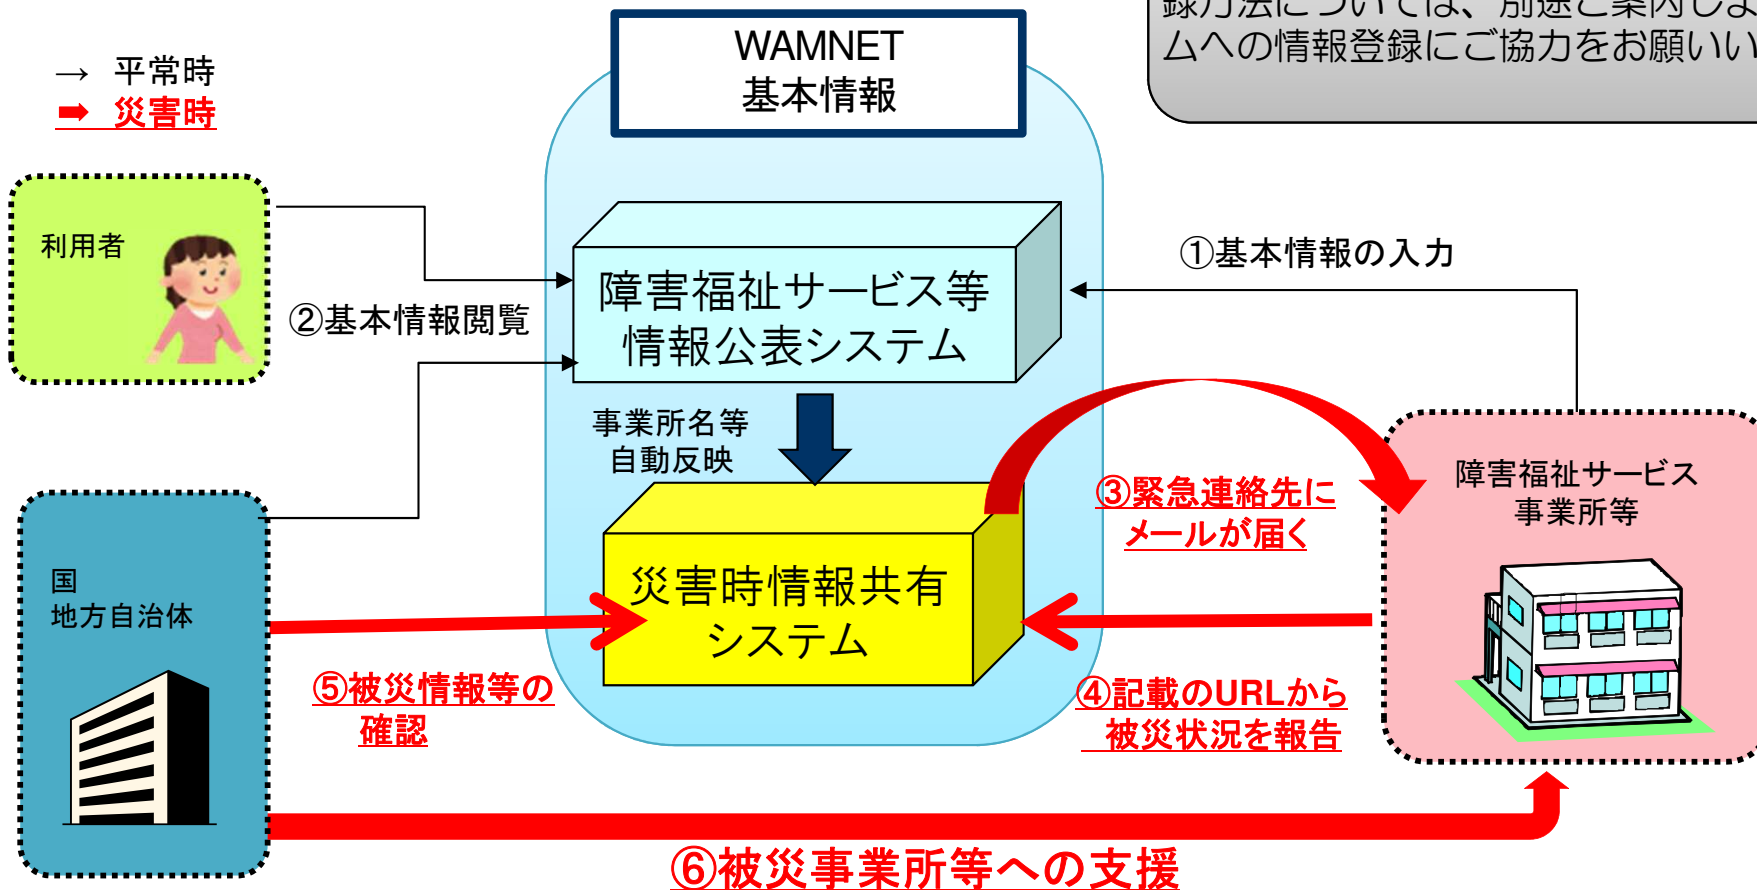 録方法については、別途ご案内しま
ムへの情報登録にご協力をお願いい
WAMNET
基本情報
→ 平常時
➡ 災害時
利用者
②基本情報閲覧
障害福祉サービス等
情報公表システム
①基本情報の入力
事業所名等
自動反映
③緊急連絡先に
メールが届く
障害福祉サービス
事業所等
国
地方自治体
災害時情報共有
システム
⑤被災情報等の
確認
④記載のURLから
被災状況を報告
⑥被災事業所等への支援